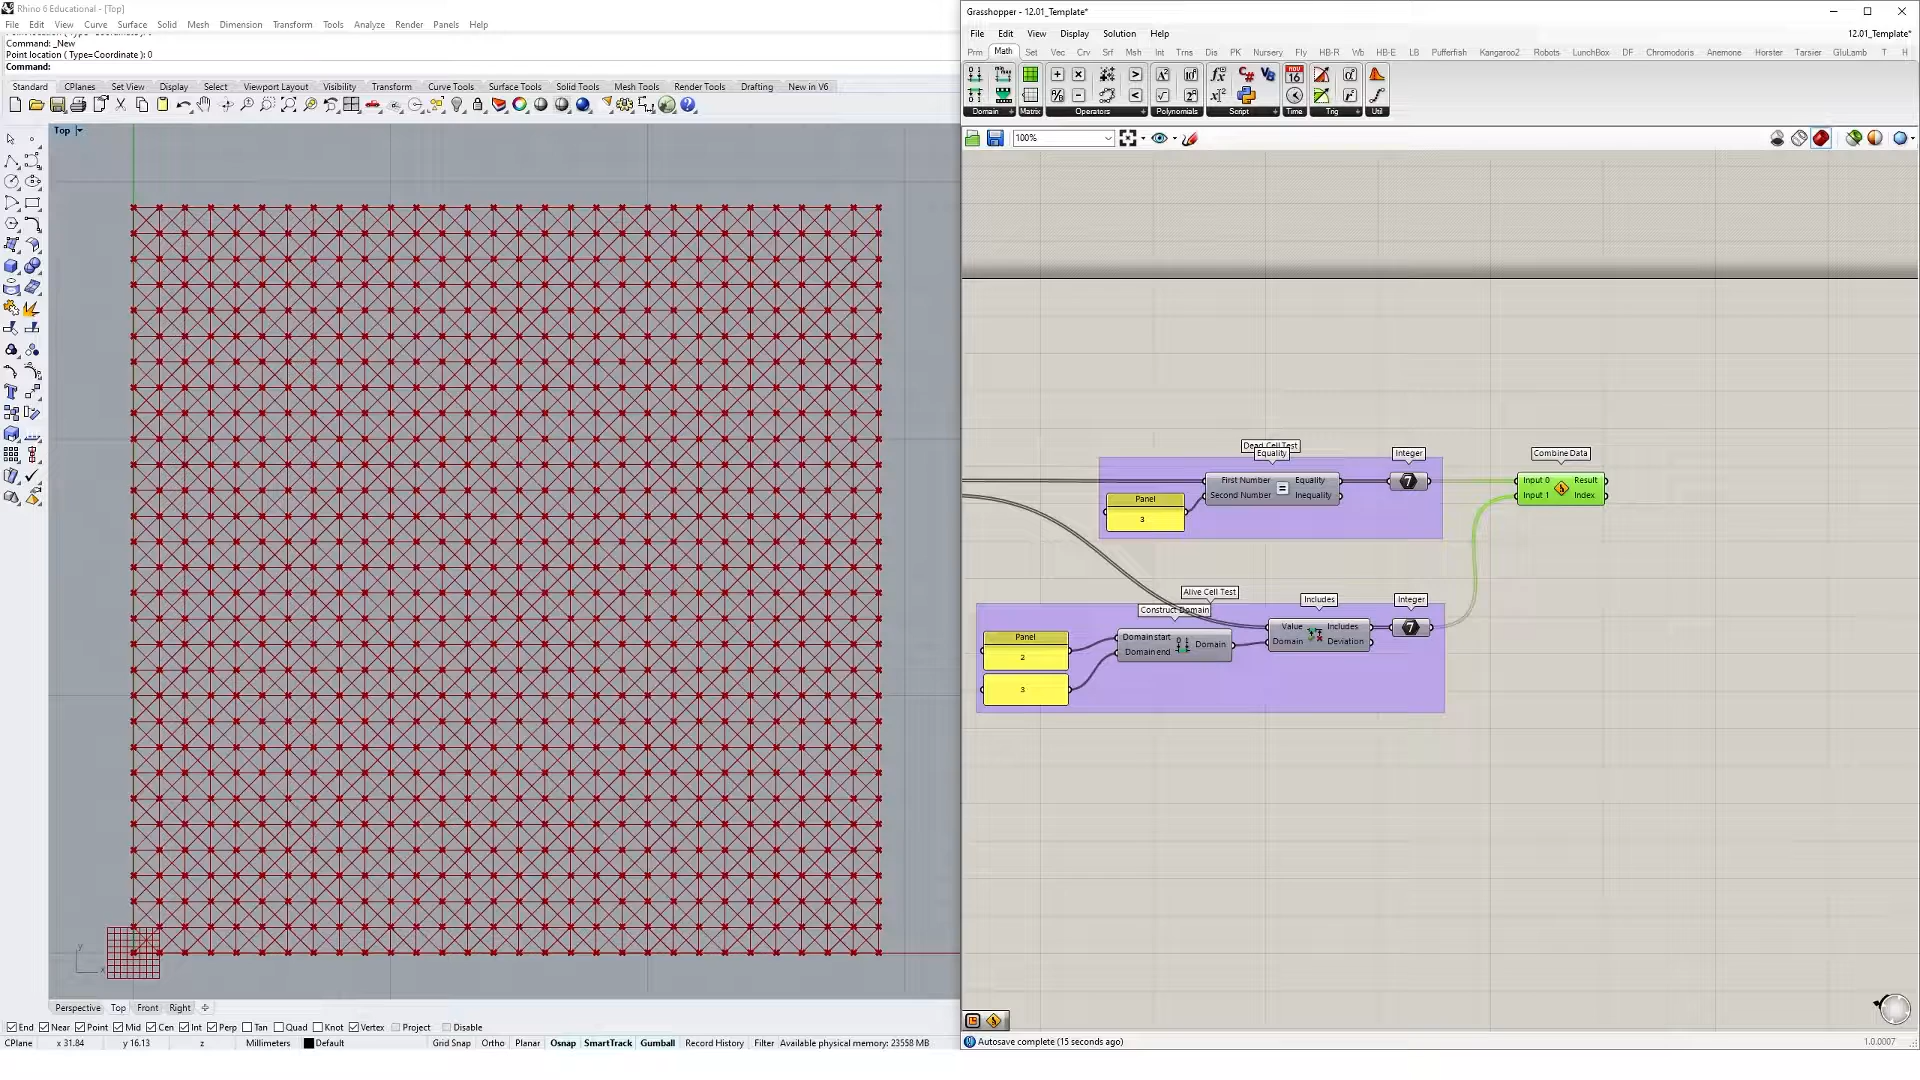 Rhino 6 Educational - [Top]
File Edit View Curve Surface Solid Mesh Dimension Transform Tools Analyze Render Panels Help
Command: _New
Point location ( Type=Coordinate ): 0
Command:
Standard CPlanes Set View Display Select Viewport Layout Visibility Transform Curve Tools Surface Tools Solid Tools Mesh Tools Render Tools Drafting New in V6
Top
y
x
Perspective Top Front Right
End Near Point Mid Cen Int Perp Tan Quad Knot Vertex Project Disable
CPlane x 31.84 y 16.13 z Millimeters Default Grid Snap Ortho Planar Osnap SmartTrack Gumball Record History Filter Available physical memory: 23558 MB
Grasshopper - 12.01_Template*
File Edit View Display Solution Help
12.01_Template*
Prm Math Set Vec Crv Srf Msh Int Trns Dis PK Nursery Fly HB-R Wb HB-E LB Pufferfish Kangaroo2 Robots LunchBox DF Chromodoris Anemone Horster Tarsier GluLamb T H
Domain Matrix Operators Polynomials Script Time Trig Util
100%
Dead Cell Test
Equality
Integer
Combine Data
First Number Equality
Second Number Inequality
Input 0 Result
Input 1 Index
Panel
3
Alive Cell Test
Includes
Integer
Construct Domain
Panel
2
3
Domain start
Domain end
Domain
Value Includes
Domain Deviation
Autosave complete (15 seconds ago)
1.0.0007